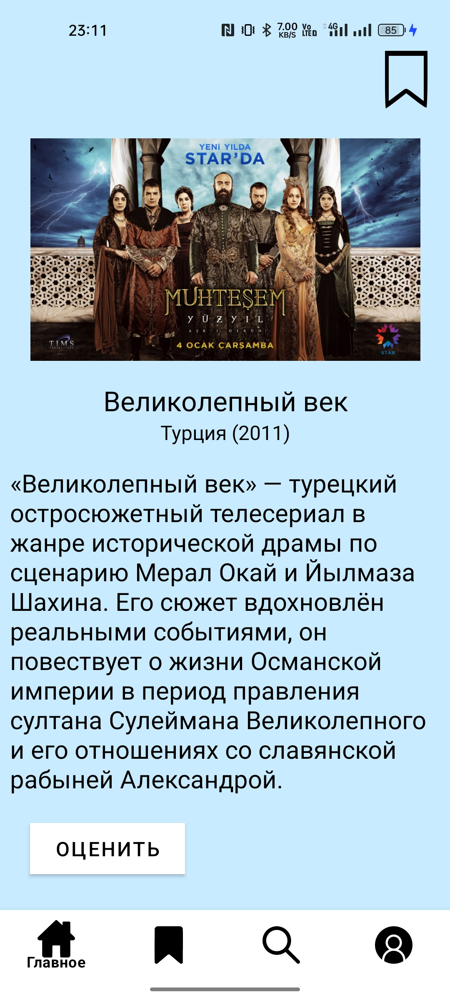 23:11
7.00
KB/S
Vo
LTE
4G
85
YENİ YILDA
STAR'DA
MUHTEŞEM
YÜZYIL
AŞK-I DERUN
4 OCAK ÇARŞAMBA
TIMS
STAR
Великолепный век
Турция (2011)
«Великолепный век» — турецкий
остросюжетный телесериал в
жанре исторической драмы по
сценарию Мерал Окай и Йылмаза
Шахина. Его сюжет вдохновлён
реальными событиями, он
повествует о жизни Османской
империи в период правления
султана Сулеймана Великолепного
и его отношениях со славянской
рабыней Александрой.
ОЦЕНИТЬ
Главное